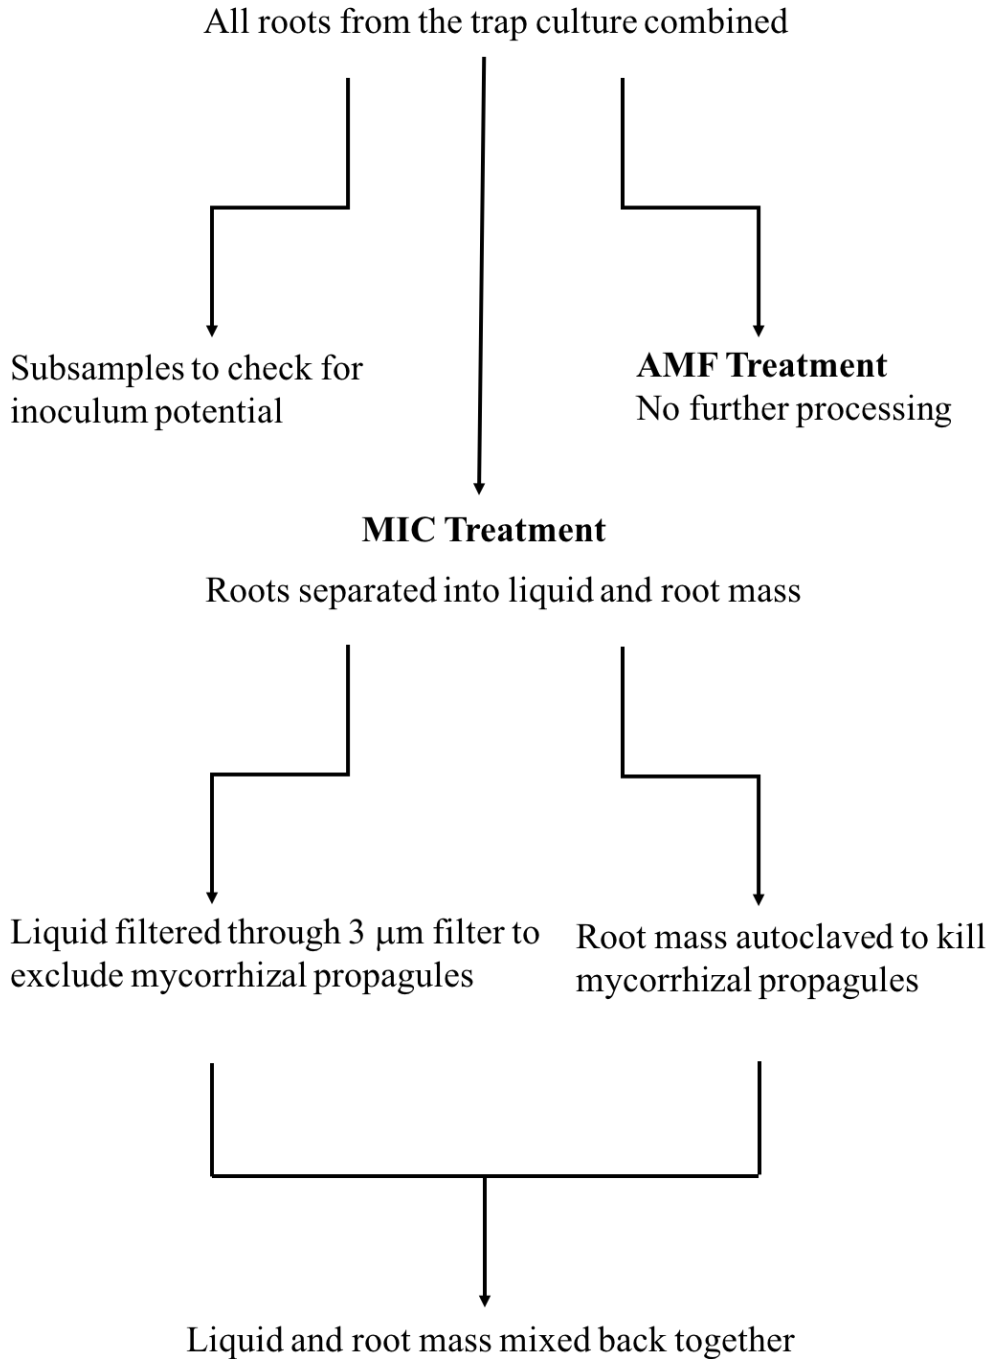 All roots from the trap culture combined
Subsamples to check for
inoculum potential
AMF Treatment
No further processing
MIC Treatment
Roots separated into liquid and root mass
Liquid filtered through 3 μm filter to
exclude mycorrhizal propagules
Root mass autoclaved to kill
mycorrhizal propagules
Liquid and root mass mixed back together